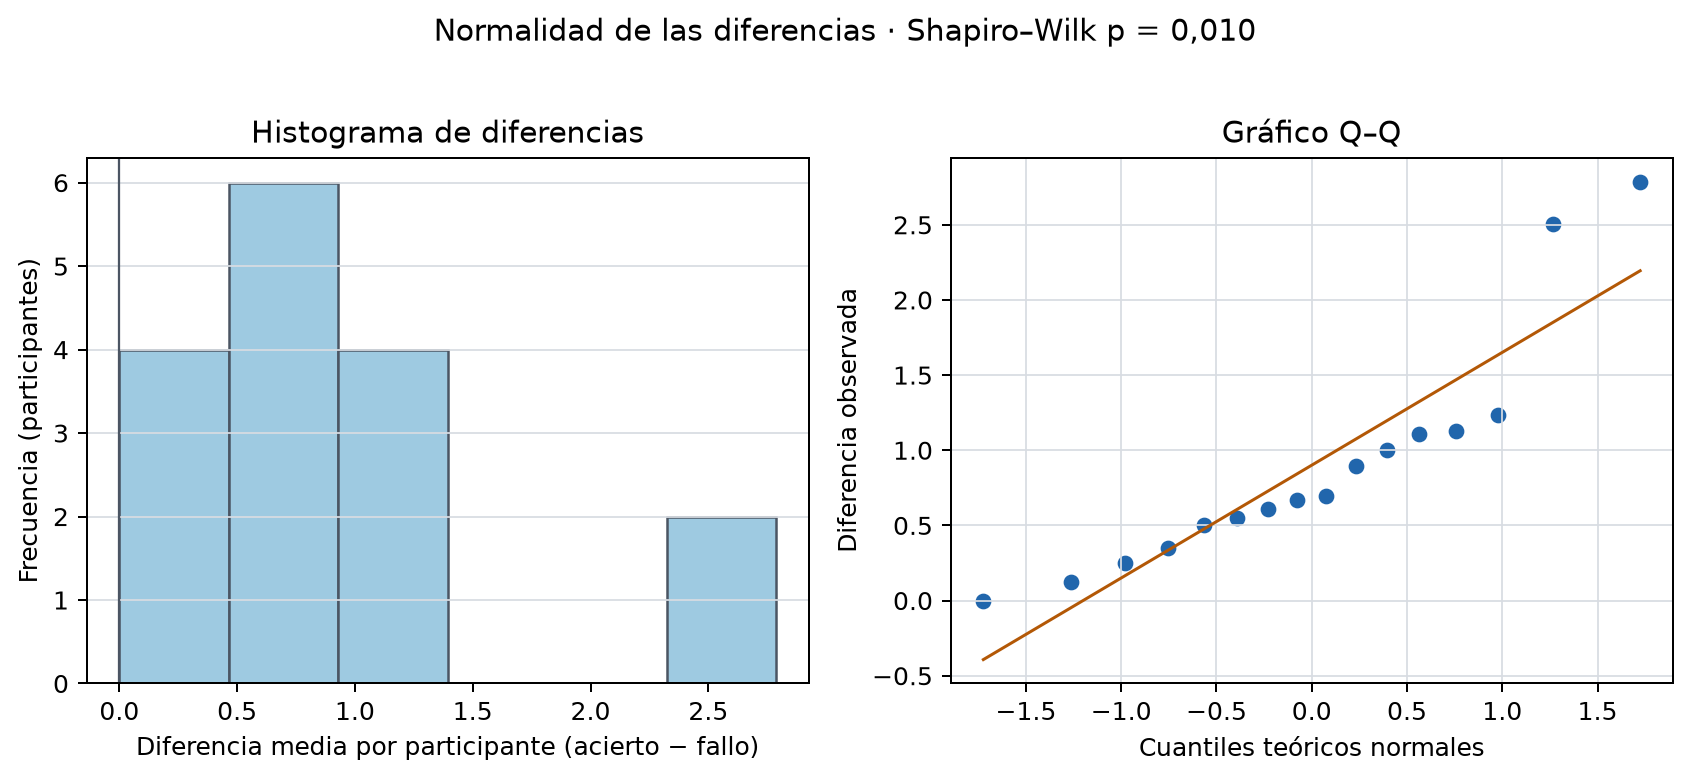 Normalidad de las diferencias · Shapiro–Wilk p = 0,010
Histograma de diferencias
Frecuencia (participantes)
6
5
4
3
2
1
0
0.0 0.5 1.0 1.5 2.0 2.5
Diferencia media por participante (acierto − fallo)
Gráfico Q–Q
Diferencia observada
2.5
2.0
1.5
1.0
0.5
0.0
−0.5
−1.5 −1.0 −0.5 0.0 0.5 1.0 1.5
Cuantiles teóricos normales